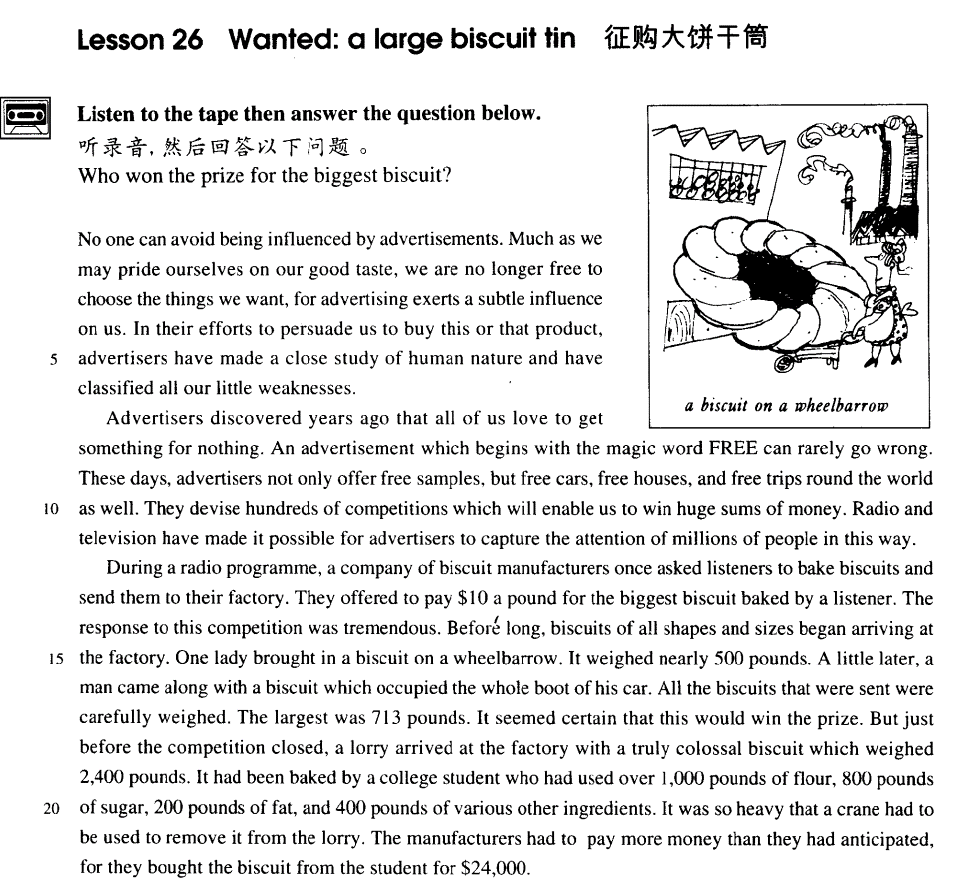 Lesson 26 Wanted: a large biscuit tin 征购大饼干筒
Listen to the tape then answer the question below.
听录音，然后回答以下问题。
Who won the prize for the biggest biscuit?
No one can avoid being influenced by advertisements. Much as we
may pride ourselves on our good taste, we are no longer free to
choose the things we want, for advertising exerts a subtle influence
on us. In their efforts to persuade us to buy this or that product,
5 advertisers have made a close study of human nature and have
classified all our little weaknesses.
a biscuit on a wheelbarrow
Advertisers discovered years ago that all of us love to get
something for nothing. An advertisement which begins with the magic word FREE can rarely go wrong.
These days, advertisers not only offer free samples, but free cars, free houses, and free trips round the world
10 as well. They devise hundreds of competitions which will enable us to win huge sums of money. Radio and
television have made it possible for advertisers to capture the attention of millions of people in this way.
During a radio programme, a company of biscuit manufacturers once asked listeners to bake biscuits and
send them to their factory. They offered to pay $10 a pound for the biggest biscuit baked by a listener. The
response to this competition was tremendous. Before long, biscuits of all shapes and sizes began arriving at
15 the factory. One lady brought in a biscuit on a wheelbarrow. It weighed nearly 500 pounds. A little later, a
man came along with a biscuit which occupied the whole boot of his car. All the biscuits that were sent were
carefully weighed. The largest was 713 pounds. It seemed certain that this would win the prize. But just
before the competition closed, a lorry arrived at the factory with a truly colossal biscuit which weighed
2,400 pounds. It had been baked by a college student who had used over 1,000 pounds of flour, 800 pounds
20 of sugar, 200 pounds of fat, and 400 pounds of various other ingredients. It was so heavy that a crane had to
be used to remove it from the lorry. The manufacturers had to pay more money than they had anticipated,
for they bought the biscuit from the student for $24,000.